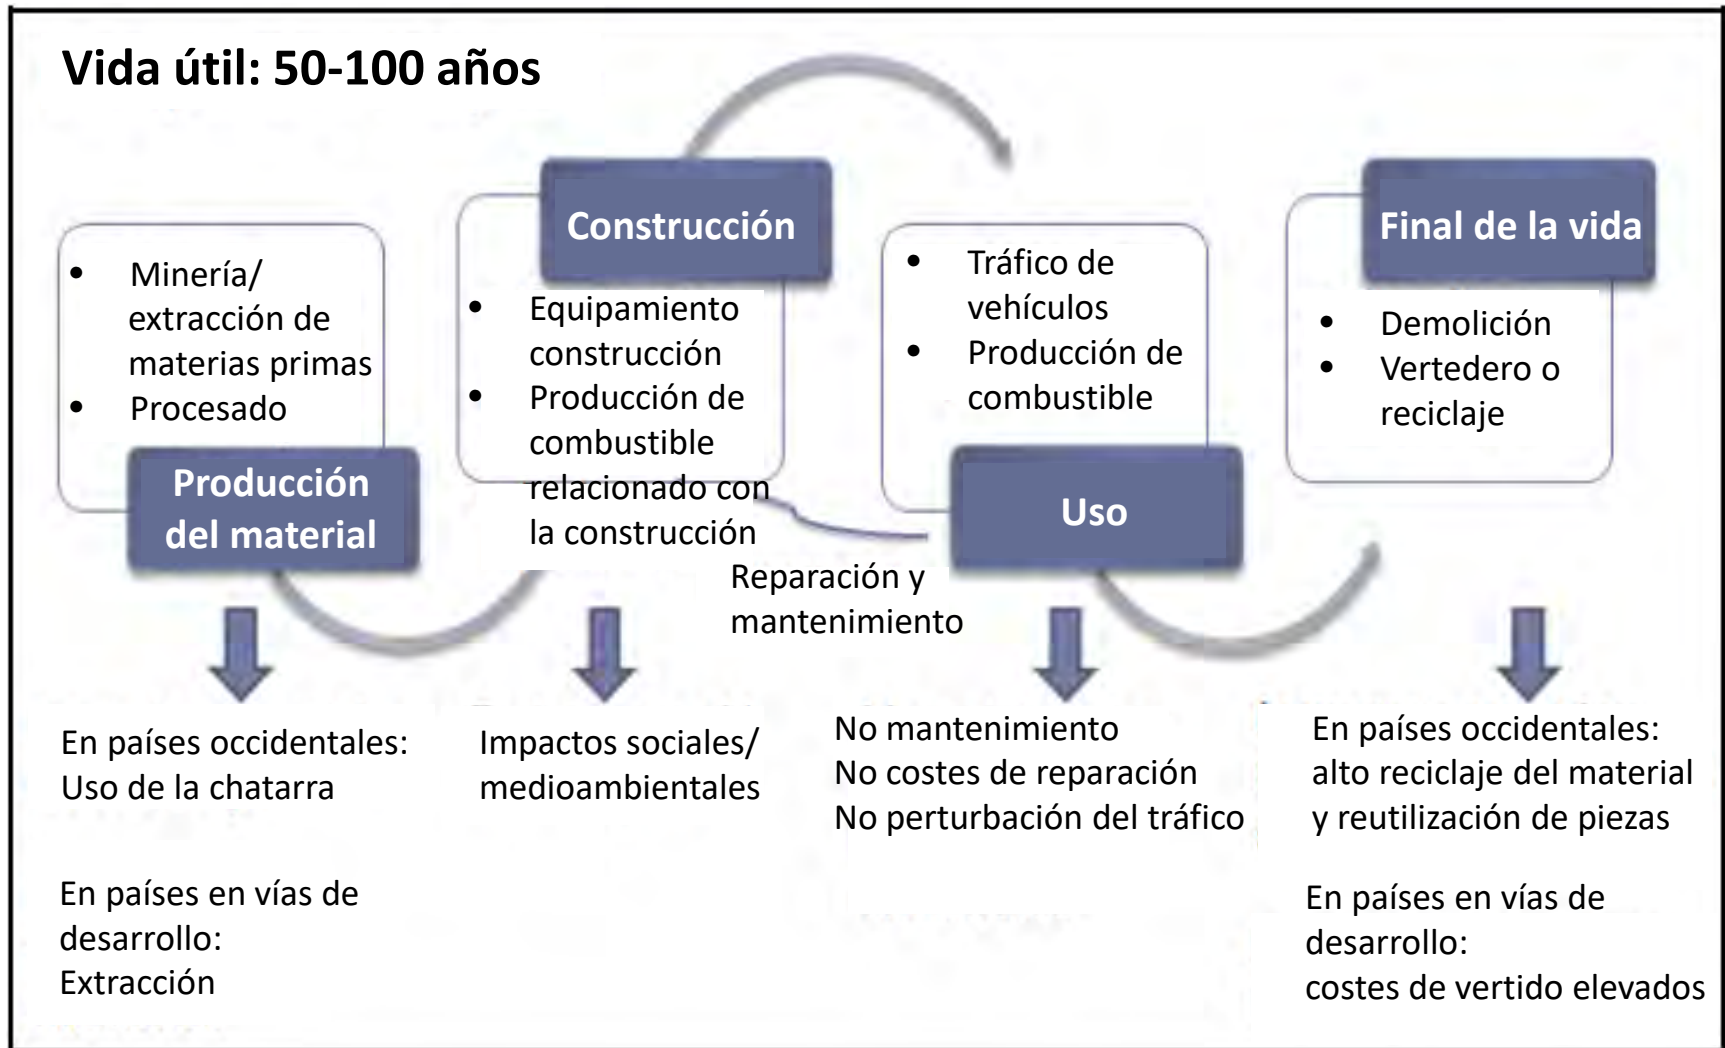 Vida útil: 50-100 años
• Minería/
extracción de
materias primas
• Procesado
Producción
del material
Construcción
• Equipamiento
construcción
• Producción de
combustible
relacionado con
la construcción
Reparación y
mantenimiento
• Tráfico de
vehículos
• Producción de
combustible
Uso
Final de la vida
• Demolición
• Vertedero o
reciclaje
En países occidentales:
Uso de la chatarra
En países en vías de
desarrollo:
Extracción
Impactos sociales/
medioambientales
No mantenimiento
No costes de reparación
No perturbación del tráfico
En países occidentales:
alto reciclaje del material
y reutilización de piezas
En países en vías de
desarrollo:
costes de vertido elevados